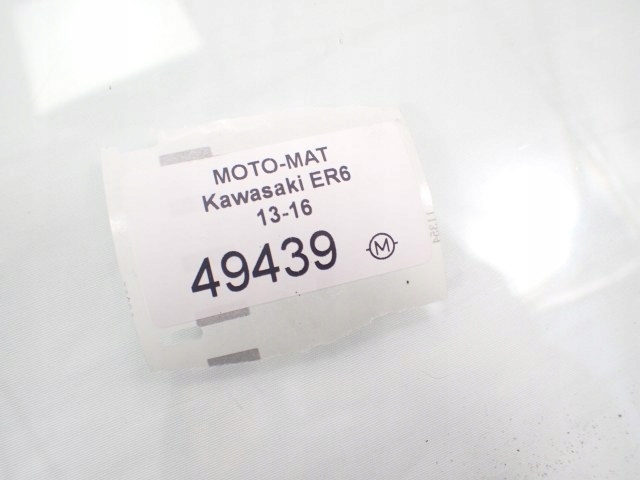 MOTO-MAT
Kawasaki ER6
13-16
49439
M